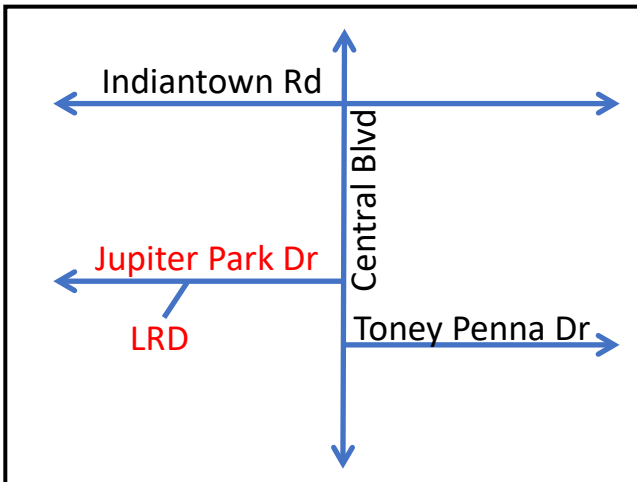 Indiantown Rd
Central Blvd
Jupiter Park Dr
LRD
Toney Penna Dr